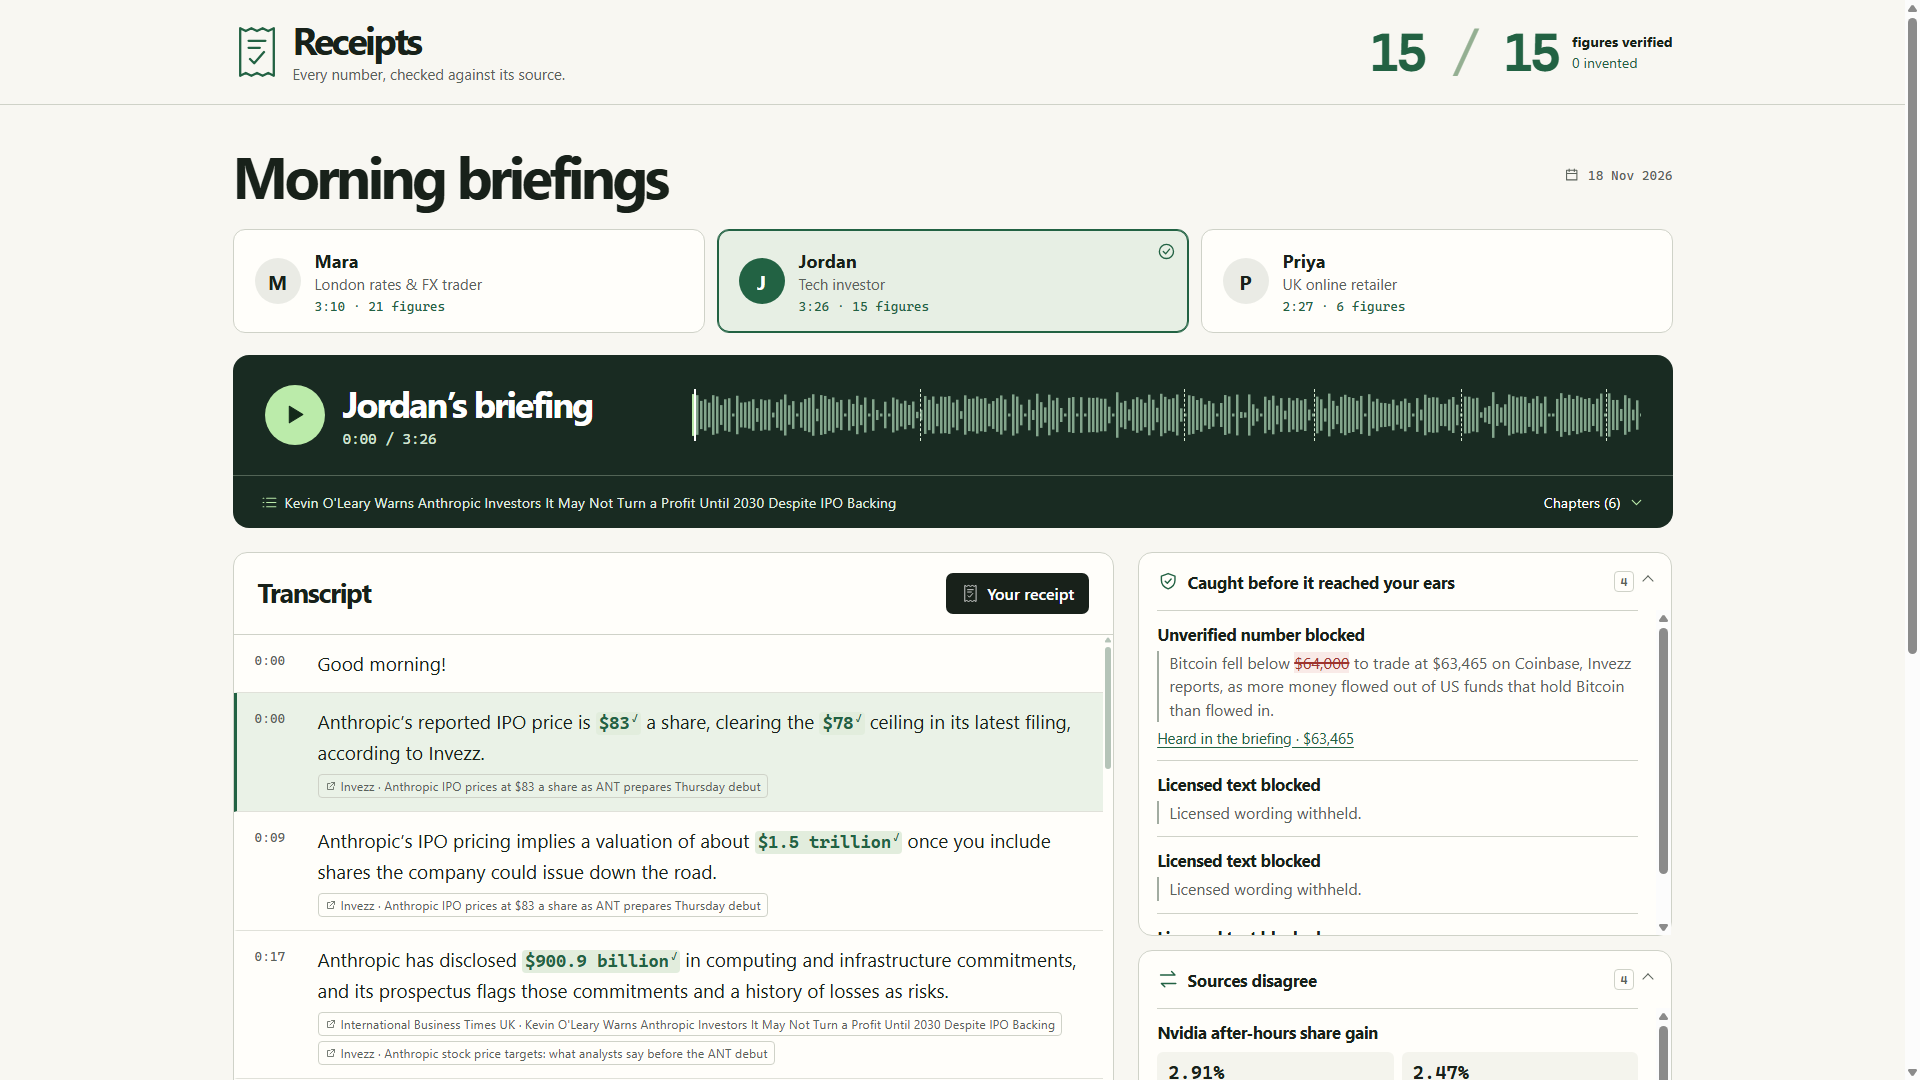 Receipts
Every number, checked against its source.
15 / 15
figures verified
0 invented
Morning briefings
18 Nov 2026
M
Mara
London rates & FX trader
3:10 · 21 figures
J
Jordan
Tech investor
3:26 · 15 figures
P
Priya
UK online retailer
2:27 · 6 figures
Jordan’s briefing
0:00 / 3:26
Kevin O'Leary Warns Anthropic Investors It May Not Turn a Profit Until 2030 Despite IPO Backing
Chapters (6)
Transcript
Your receipt
0:00
Good morning!
0:00
Anthropic’s reported IPO price is $83✓ a share, clearing the $78✓ ceiling in its latest filing,
according to Invezz.
Invezz · Anthropic IPO prices at $83 a share as ANT prepares Thursday debut
0:09
Anthropic’s IPO pricing implies a valuation of about $1.5 trillion✓ once you include
shares the company could issue down the road.
Invezz · Anthropic IPO prices at $83 a share as ANT prepares Thursday debut
0:17
Anthropic has disclosed $900.9 billion✓ in computing and infrastructure commitments,
and its prospectus flags those commitments and a history of losses as risks.
International Business Times UK · Kevin O'Leary Warns Anthropic Investors It May Not Turn a Profit Until 2030 Despite IPO Backing
Invezz · Anthropic stock price targets: what analysts say before the ANT debut
Caught before it reached your ears
4
Unverified number blocked
Bitcoin fell below $64,000 to trade at $63,465 on Coinbase, Invezz
reports, as more money flowed out of US funds that hold Bitcoin
than flowed in.
Heard in the briefing · $63,465
Licensed text blocked
Licensed wording withheld.
Licensed text blocked
Licensed wording withheld.
Sources disagree
4
Nvidia after-hours share gain
2.91%
2.47%